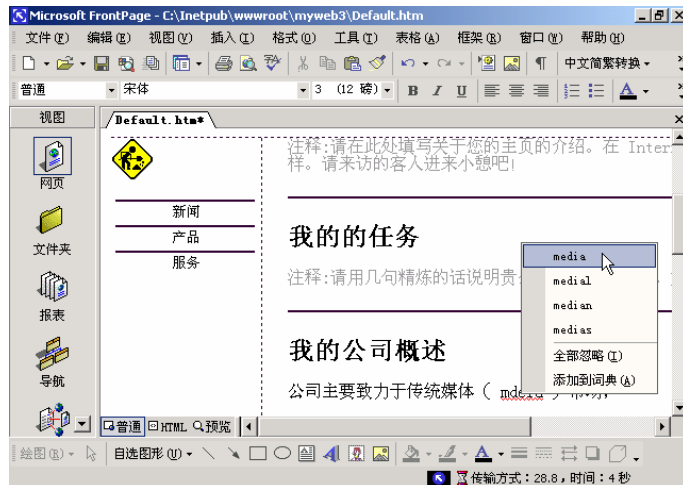 Microsoft FrontPage - C:\Inetpub\wwwroot\myweb3\Default.htm
文件(F) 编辑(E) 视图(V) 插入(I) 格式(O) 工具(T) 表格(A) 框架(R) 窗口(W) 帮助(H)
中文简繁转换
普通 宋体 3 (12 磅) B I U A
视图
Default.htm*
网页
文件夹
报表
导航
新闻
产品
服务
注释:请在此处填写关于您的主页的介绍。在 Inter
样。请来访的客人进来小憩吧!
我的的任务
注释:请用几句精炼的话说明贵
我的公司概述
公司主要致力于传统媒体( mdeia
media
medial
median
medias
全部忽略(I)
添加到词典(A)
普通 HTML 预览
绘图(R) 自选图形(U)
传输方式：28.8，时间：4 秒